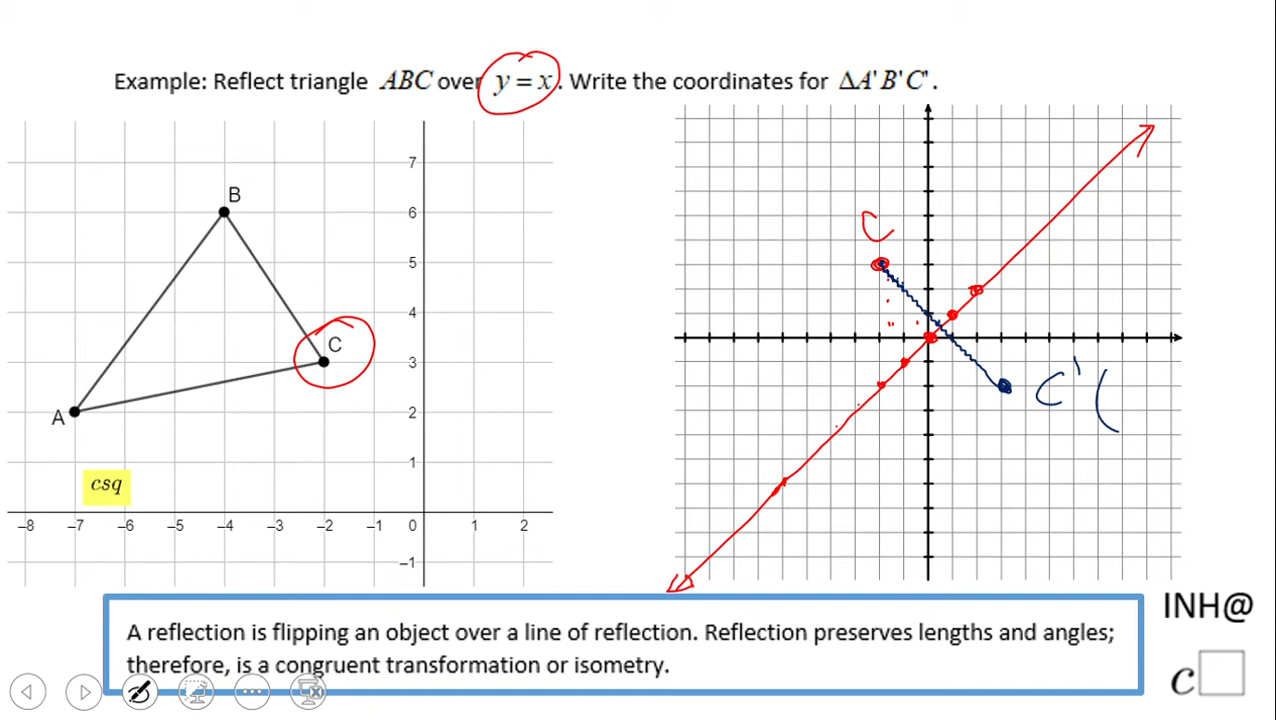 Example: Reflect triangle ABC over y = x. Write the coordinates for ΔA'B'C'.
7
B
6
5
4
C
3
A
2
1
csq
-8 -7 -6 -5 -4 -3 -2 -1 0 1 2
-1
C
C'(
A reflection is flipping an object over a line of reflection. Reflection preserves lengths and angles;
therefore, is a congruent transformation or isometry.
INH@
c